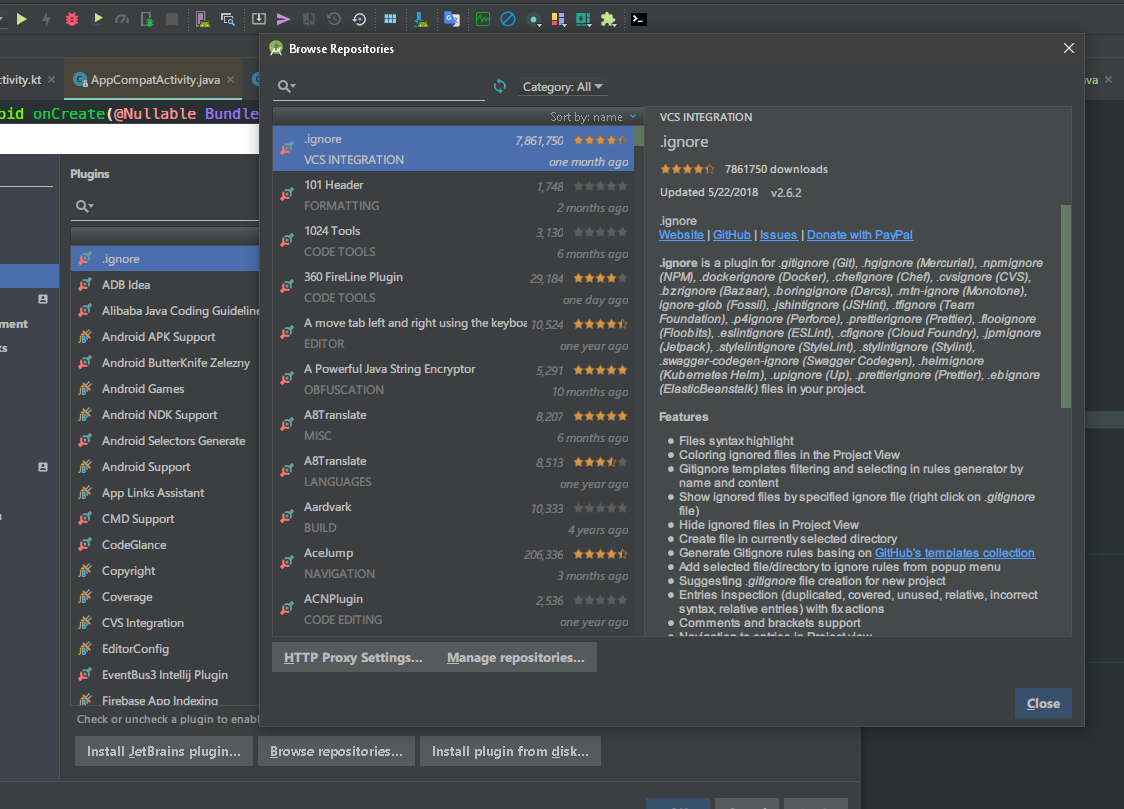 Browse Repositories
tivity.kt
AppCompatActivity.java
ava
oid onCreate(@Nullable Bundle
Category: All
Sort by: name
.ignore 7,861,750
VCS INTEGRATION one month ago
101 Header 1,748
FORMATTING 2 months ago
1024 Tools 3,130
CODE TOOLS 6 months ago
360 FireLine Plugin 29,184
CODE TOOLS one day ago
A move tab left and right using the keyboa 10,524
EDITOR one year ago
A Powerful Java String Encryptor 5,291
OBFUSCATION 10 months ago
A8Translate 8,207
MISC 6 months ago
A8Translate 8,513
LANGUAGES one year ago
Aardvark 10,333
BUILD 4 years ago
AceJump 206,336
NAVIGATION 3 months ago
ACNPlugin 2,536
CODE EDITING one year ago
VCS INTEGRATION
.ignore
7861750 downloads
Updated 5/22/2018 v2.6.2
.ignore
Website | GitHub | Issues | Donate with PayPal
.ignore is a plugin for .gitignore (Git), .hgignore (Mercurial), .npmignore
(NPM), .dockerignore (Docker), .chefignore (Chef), .cvsignore (CVS),
.bzrignore (Bazaar), .boringignore (Darcs), .mtn-ignore (Monotone),
ignore-glob (Fossil), .jshintignore (JSHint), .tfignore (Team
Foundation), .p4ignore (Perforce), .prettierignore (Prettier), .flooignore
(Floobits), .eslintignore (ESLint), .cfignore (Cloud Foundry), .jpmignore
(Jetpack), .stylelintignore (StyleLint), .stylintignore (Stylint),
.swagger-codegen-ignore (Swagger Codegen), .helmignore
(Kubernetes Helm), .upignore (Up), .prettierignore (Prettier), .ebignore
(ElasticBeanstalk) files in your project.
Features
Files syntax highlight
Coloring ignored files in the Project View
Gitignore templates filtering and selecting in rules generator by
name and content
Show ignored files by specified ignore file (right click on .gitignore
file)
Hide ignored files in Project View
Create file in currently selected directory
Generate Gitignore rules basing on GitHub's templates collection
Add selected file/directory to ignore rules from popup menu
Suggesting .gitignore file creation for new project
Entries inspection (duplicated, covered, unused, relative, incorrect
syntax, relative entries) with fix actions
Comments and brackets support
Navigation to entries in Project view
HTTP Proxy Settings...
Manage repositories...
Close
ment
ks
Plugins
.ignore
ADB Idea
Alibaba Java Coding Guideline
Android APK Support
Android ButterKnife Zelezny
Android Games
Android NDK Support
Android Selectors Generate
Android Support
App Links Assistant
CMD Support
CodeGlance
Copyright
Coverage
CVS Integration
EditorConfig
EventBus3 Intellij Plugin
Firebase App Indexing
Check or uncheck a plugin to enabl
Install JetBrains plugin...
Browse repositories...
Install plugin from disk...